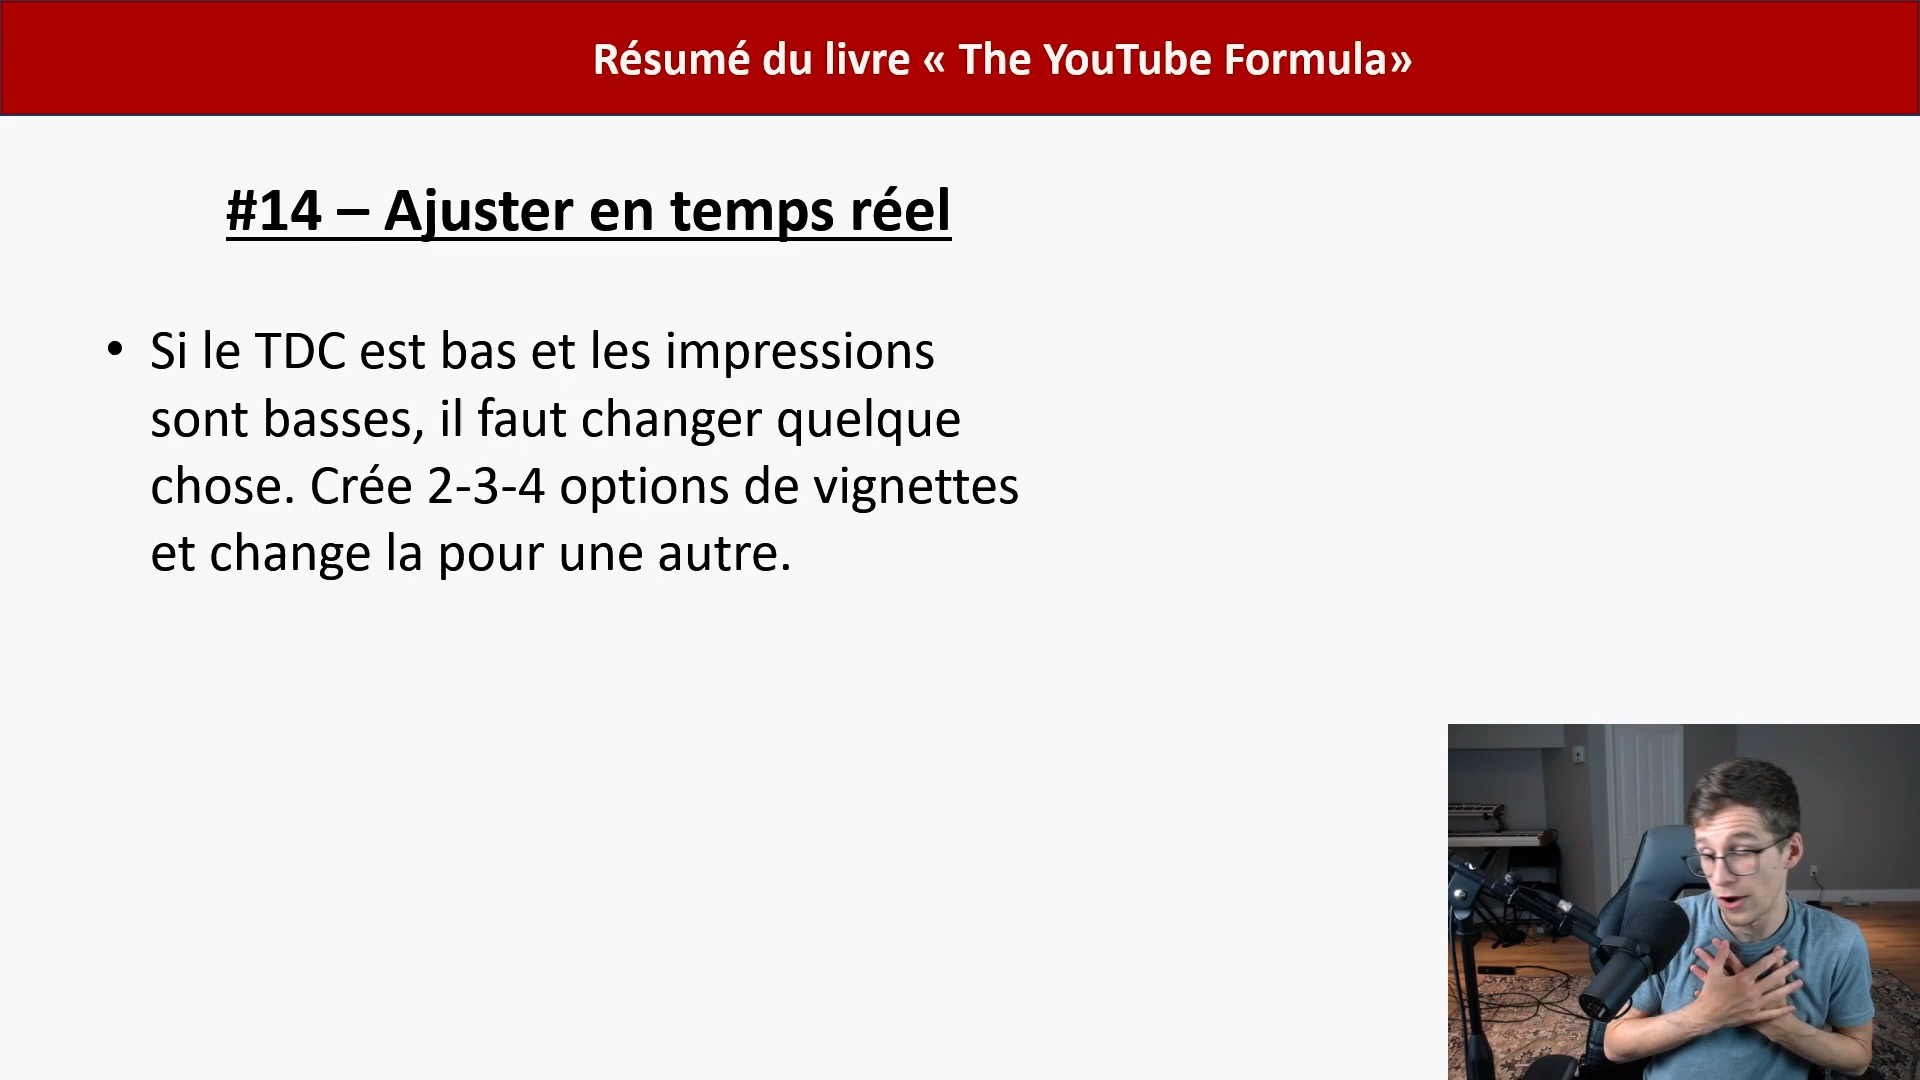 Résumé du livre « The YouTube Formula»
#14 – Ajuster en temps réel
• Si le TDC est bas et les impressions
sont basses, il faut changer quelque
chose. Crée 2-3-4 options de vignettes
et change la pour une autre.